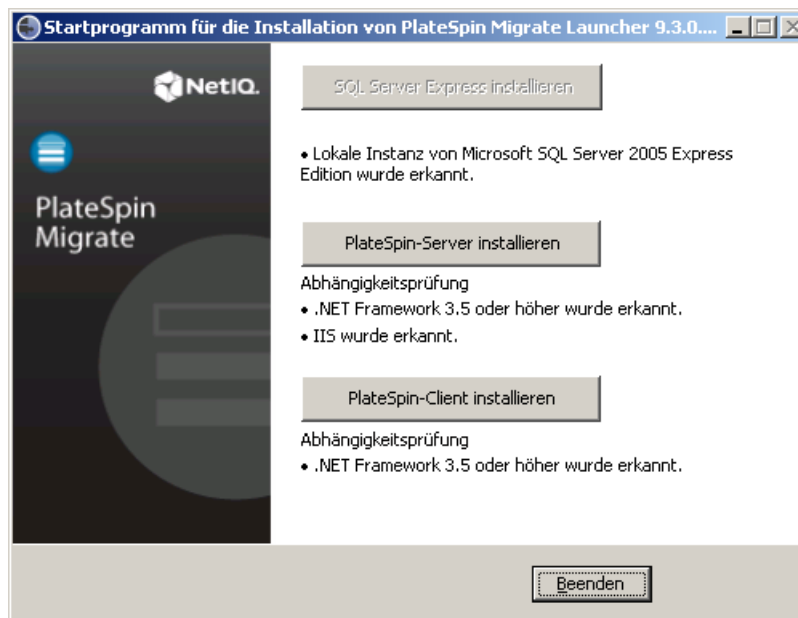 Startprogramm für die Installation von PlateSpin Migrate Launcher 9.3.0....
NetIQ.
PlateSpin
Migrate
SQL Server Express installieren
• Lokale Instanz von Microsoft SQL Server 2005 Express
Edition wurde erkannt.
PlateSpin-Server installieren
Abhängigkeitsprüfung
• .NET Framework 3.5 oder höher wurde erkannt.
• IIS wurde erkannt.
PlateSpin-Client installieren
Abhängigkeitsprüfung
• .NET Framework 3.5 oder höher wurde erkannt.
Beenden